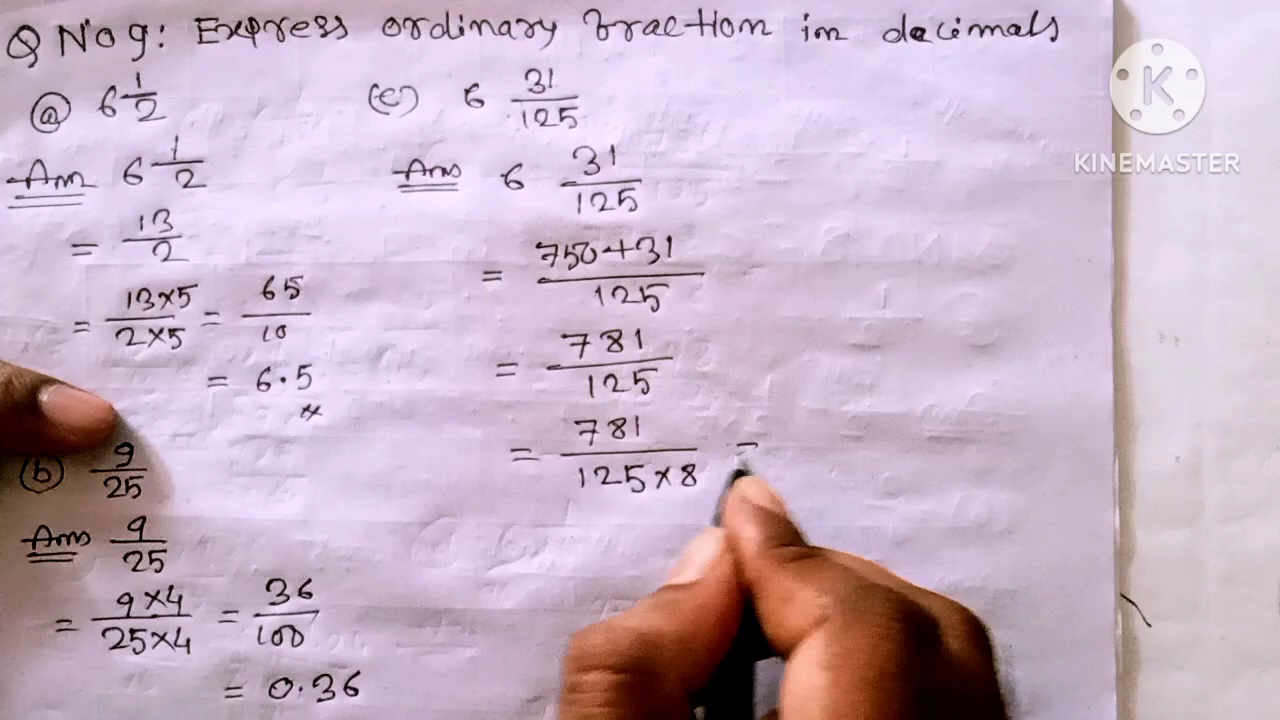 Q No 9: Express ordinary fraction in decimals
(a) 6 1/2
Ans 6 1/2
= 13/2
= 13×5/2×5 = 65/10
= 6.5
(b) 9/25
Ans 9/25
= 9×4/25×4 = 36/100
= 0.36
(c) 6 31/125
Ans 6 31/125
= 750+31/125
= 781/125
= 781/125×8 =
K
KINEMASTER